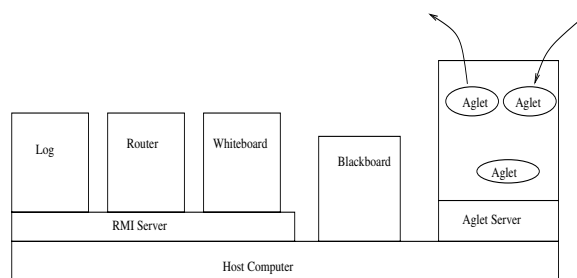 Aglet
Aglet
Log
Router
Whiteboard
Blackboard
Aglet
Aglet Server
RMI Server
Host Computer